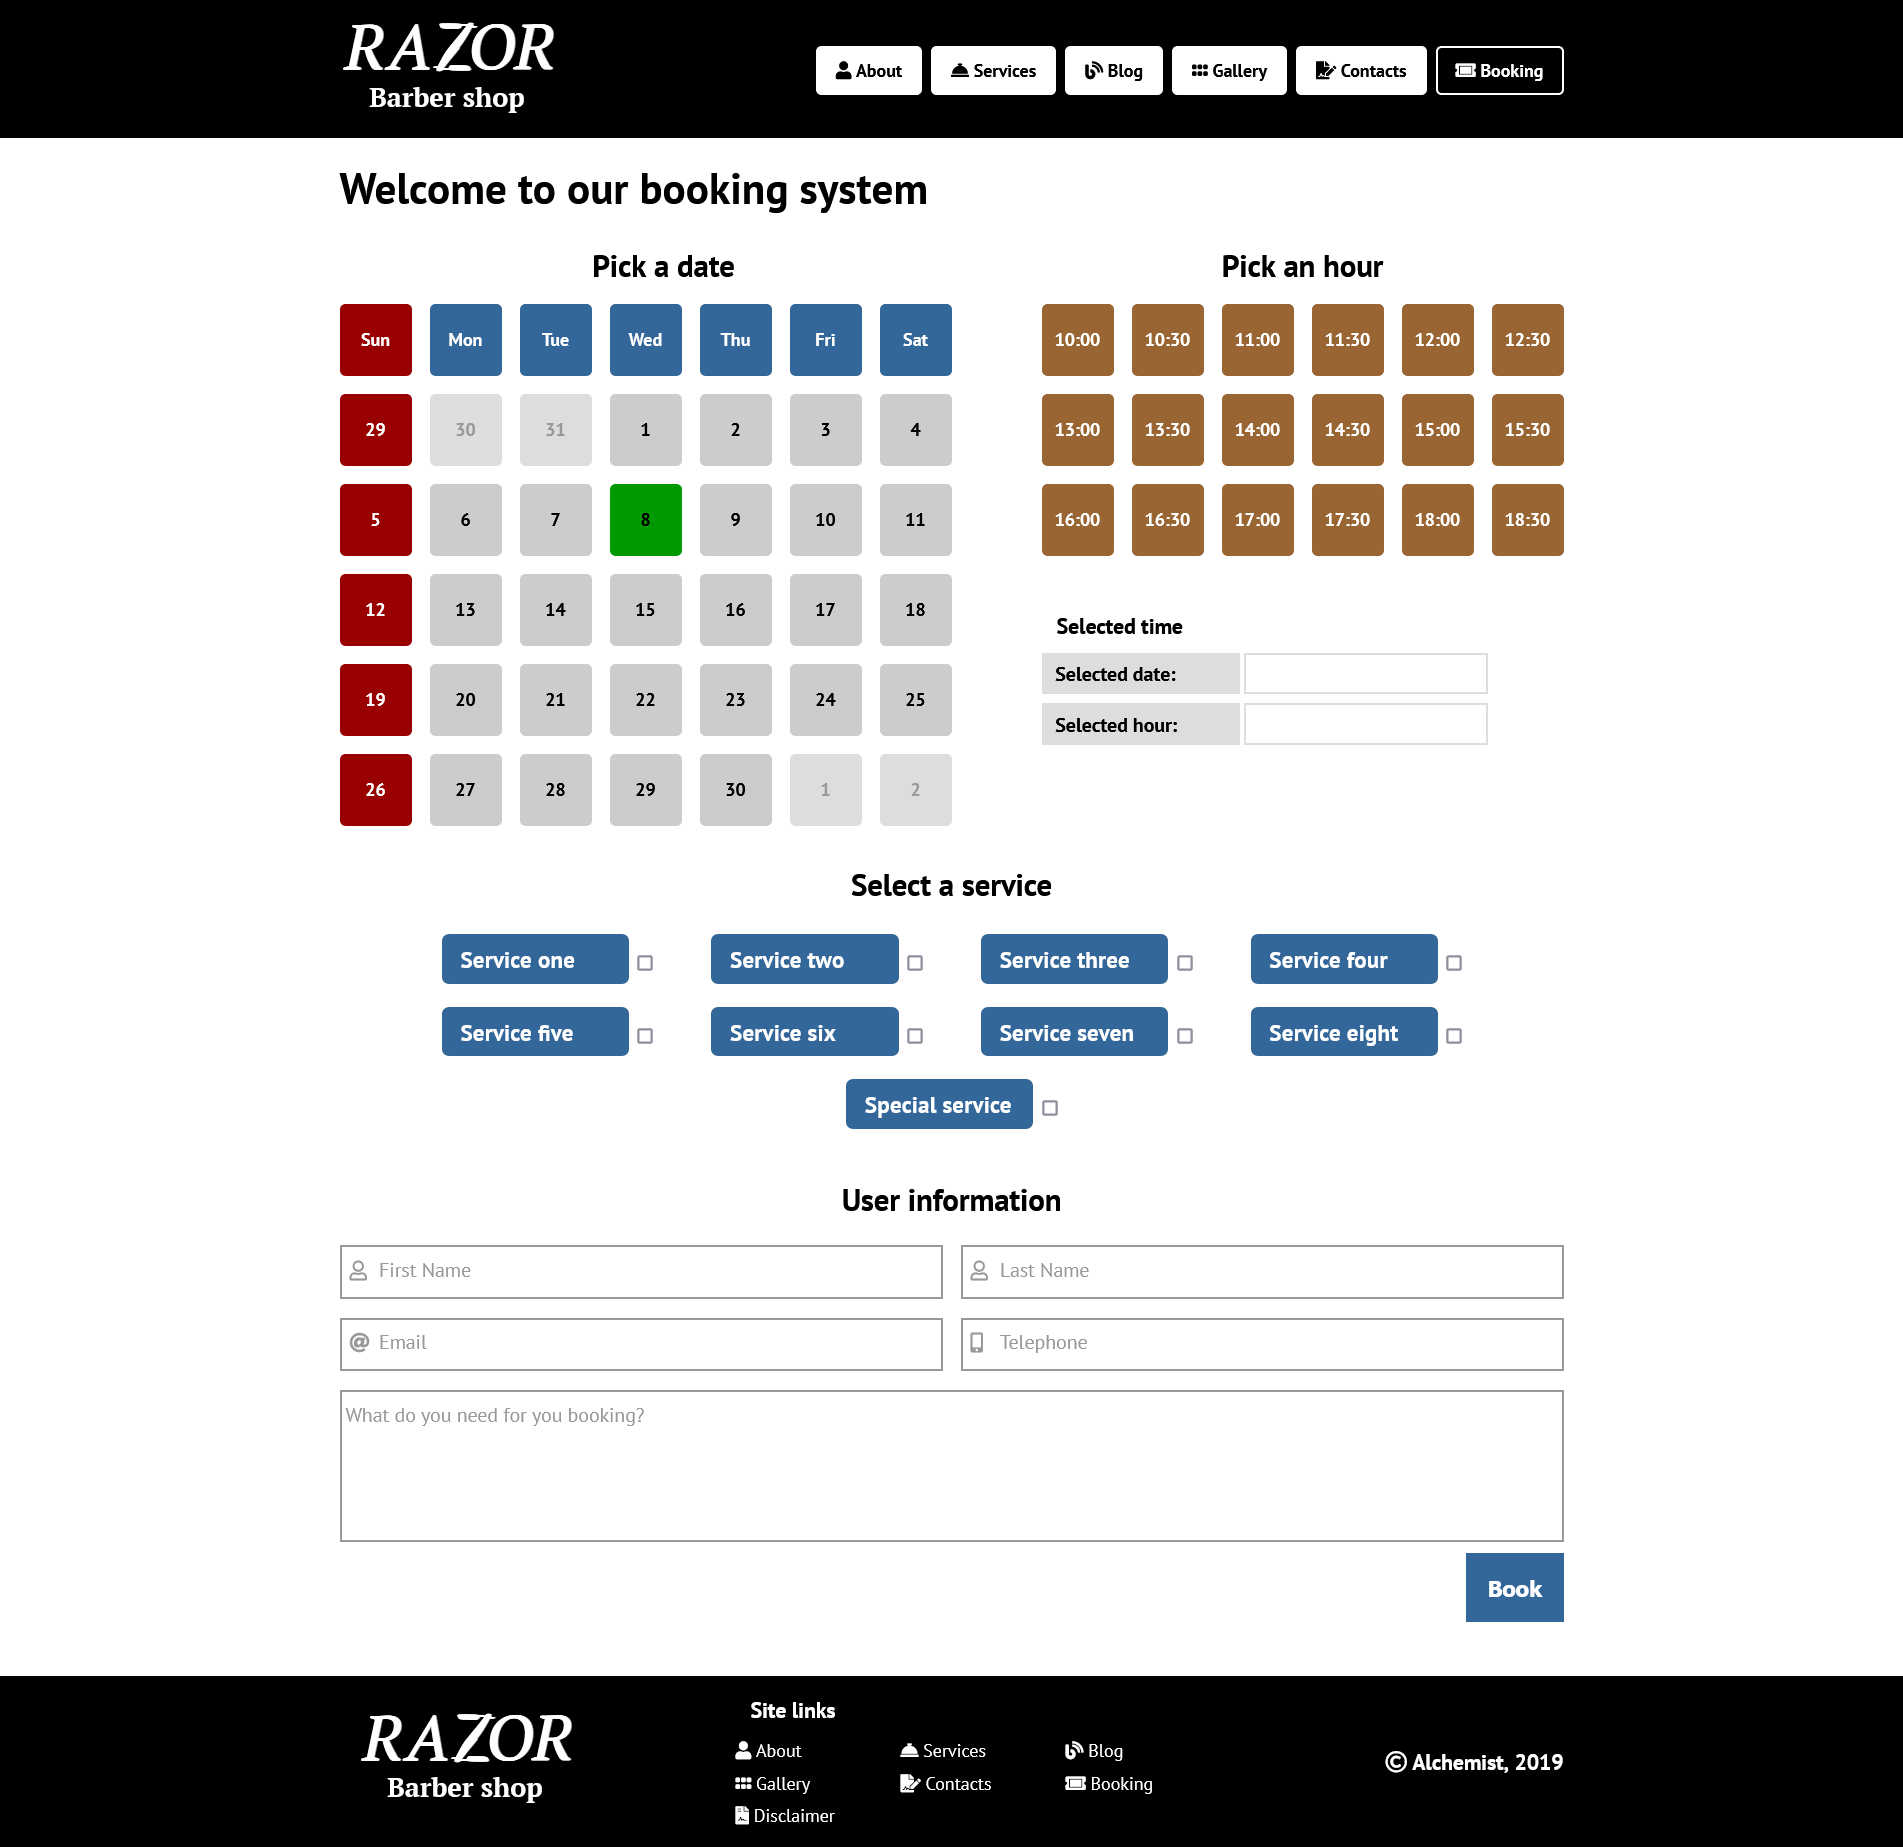 RAZOR
Barber shop
About Services Blog Gallery Contacts Booking
Welcome to our booking system
Pick a date
Sun Mon Tue Wed Thu Fri Sat
29 30 31 1 2 3 4
5 6 7 8 9 10 11
12 13 14 15 16 17 18
19 20 21 22 23 24 25
26 27 28 29 30 1 2
Pick an hour
10:00 10:30 11:00 11:30 12:00 12:30
13:00 13:30 14:00 14:30 15:00 15:30
16:00 16:30 17:00 17:30 18:00 18:30
Selected time
Selected date:
Selected hour:
Select a service
Service one Service two Service three Service four
Service five Service six Service seven Service eight
Special service
User information
First Name Last Name
@ Email Telephone
What do you need for you booking?
Book
RAZOR
Barber shop
Site links
About Services Blog
Gallery Contacts Booking
Disclaimer
© Alchemist, 2019